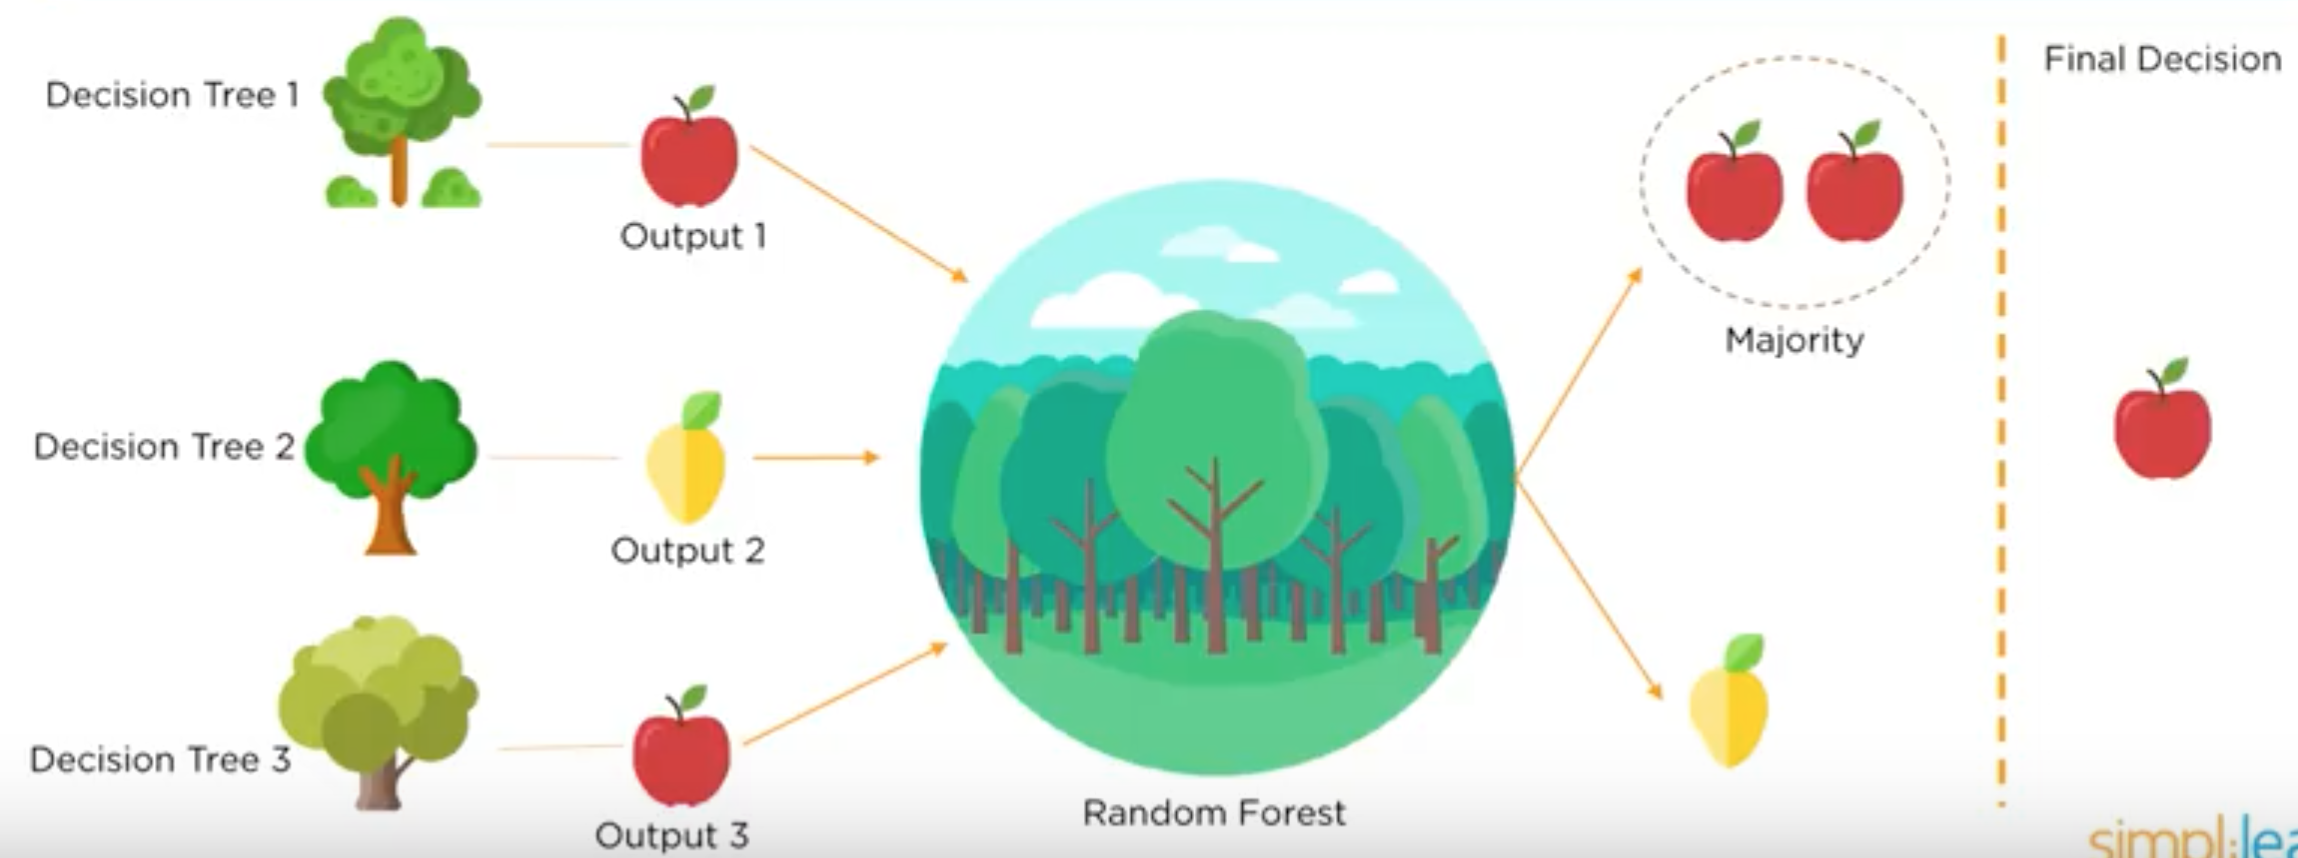 Decision Tree 1
Output 1
Decision Tree 2
Output 2
Decision Tree 3
Output 3
Random Forest
Majority
Final Decision
simpl:lea